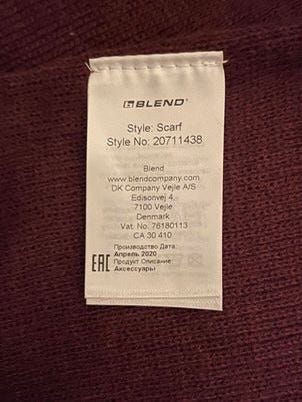 BLEND
Style: Scarf
Style No: 20711438
Blend
www.blendcompany.com
DK Company Vejle A/S
Edisonvej 4,
7100 Vejle
Denmark
Vat. No. 76180113
CA 30 410
Производство Дата:
Апрель 2020
EAC Продукт Описание:
Аксессуары